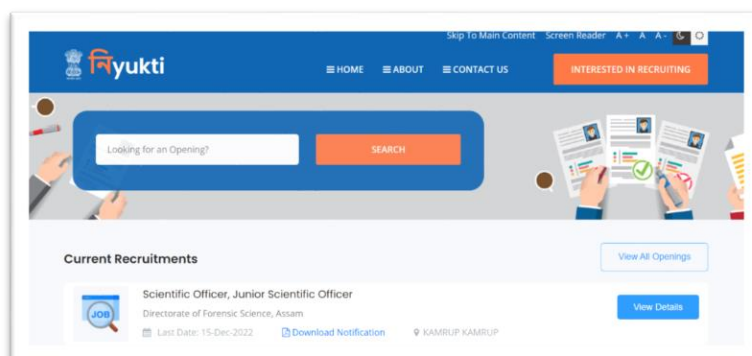 Skip To Main Content Screen Reader A+ A A-
नियukti
HOME ABOUT CONTACT US INTERESTED IN RECRUITING
Looking for an Opening? SEARCH
Current Recruitments View All Openings
JOB
Scientific Officer, Junior Scientific Officer
Directorate of Forensic Science, Assam View Details
Last Date: 15-Dec-2022 Download Notification KAMRUP KAMRUP